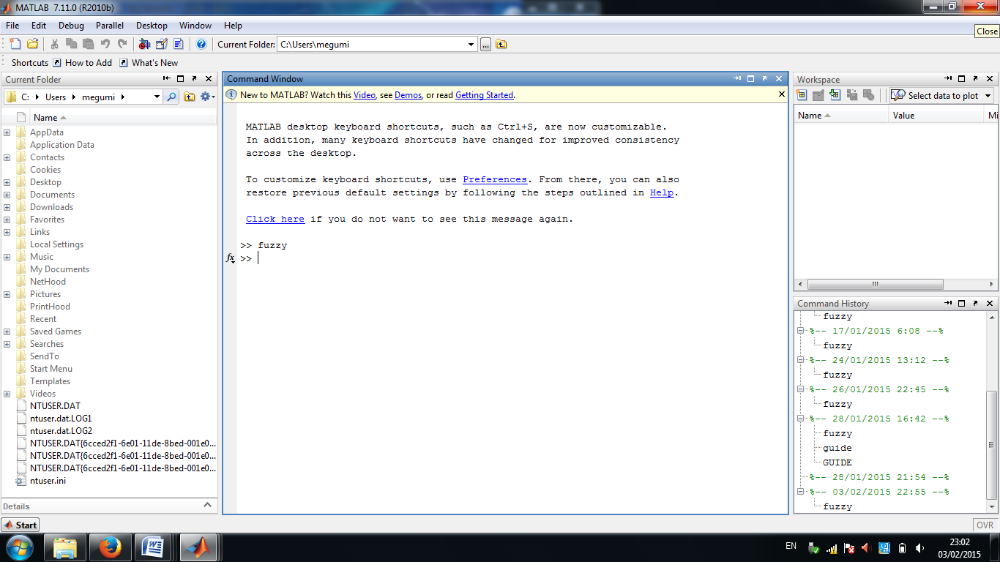 MATLAB 7.11.0 (R2010b)
File Edit Debug Parallel Desktop Window Help
Close
Current Folder: C:\Users\megumi
...
Shortcuts How to Add What's New
Current Folder
C: Users megumi
Name
AppData
Application Data
Contacts
Cookies
Desktop
Documents
Downloads
Favorites
Links
Local Settings
Music
My Documents
NetHood
Pictures
PrintHood
Recent
Saved Games
Searches
SendTo
Start Menu
Templates
Videos
NTUSER.DAT
ntuser.dat.LOG1
ntuser.dat.LOG2
NTUSER.DAT{6cced2f1-6e01-11de-8bed-001e0...
NTUSER.DAT{6cced2f1-6e01-11de-8bed-001e0...
NTUSER.DAT{6cced2f1-6e01-11de-8bed-001e0...
ntuser.ini
Details
Command Window
New to MATLAB? Watch this Video, see Demos, or read Getting Started.
MATLAB desktop keyboard shortcuts, such as Ctrl+S, are now customizable.
In addition, many keyboard shortcuts have changed for improved consistency
across the desktop.
To customize keyboard shortcuts, use Preferences. From there, you can also
restore previous default settings by following the steps outlined in Help.
Click here if you do not want to see this message again.
>> fuzzy
fx >>
Workspace
Select data to plot
Name Value Mi
Command History
fuzzy
%-- 17/01/2015 6:08 --%
fuzzy
%-- 24/01/2015 13:12 --%
fuzzy
%-- 26/01/2015 22:45 --%
fuzzy
%-- 28/01/2015 16:42 --%
fuzzy
guide
GUIDE
%-- 28/01/2015 21:54 --%
%-- 03/02/2015 22:55 --%
fuzzy
Start
OVR
EN
23:02
03/02/2015